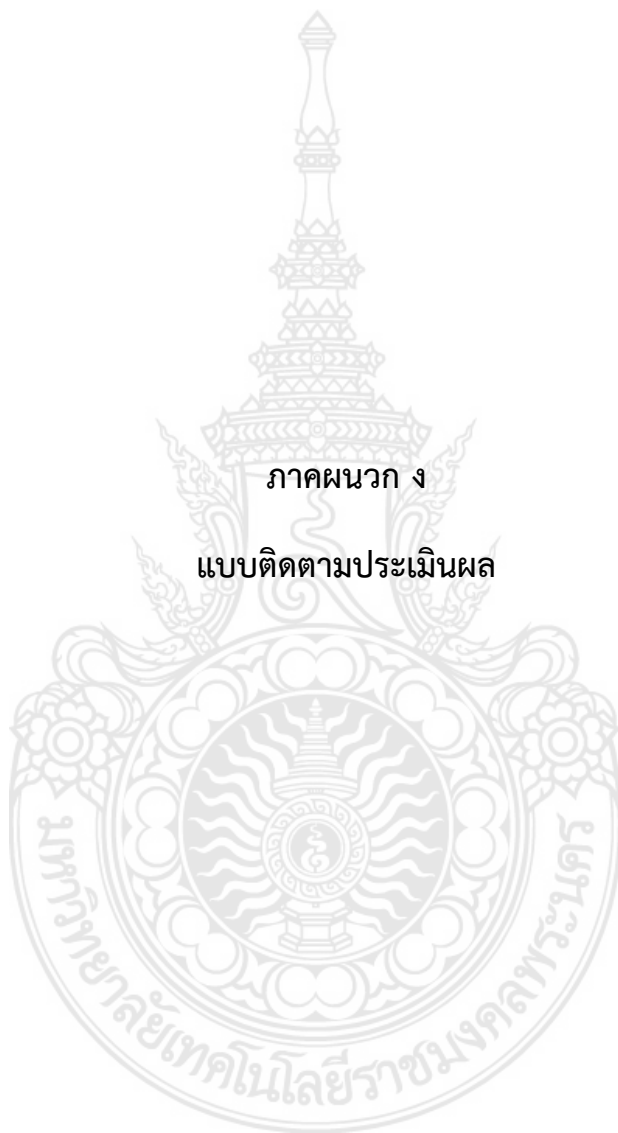 ภาคผนวก ง
แบบติดตามประเมินผล
มหาวิทยาลัยเทคโนโลยีราชมงคลพระนคร